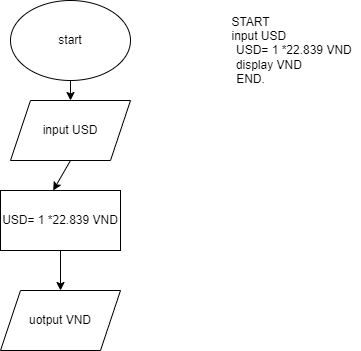 start
input USD
USD= 1 *22.839 VND
uotput VND
START
input USD
USD= 1 *22.839 VND
display VND
END.